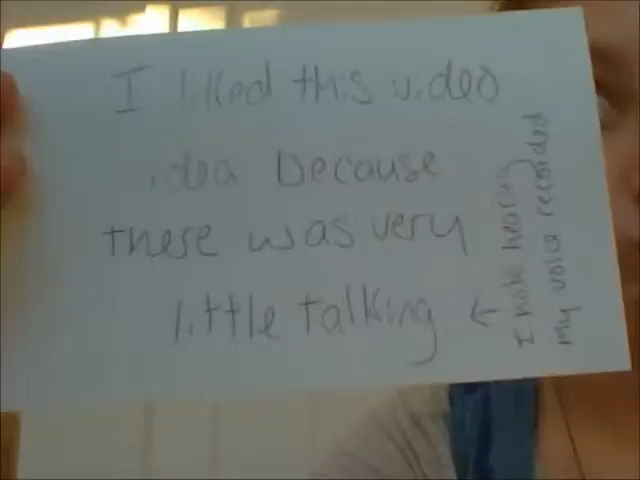 I liked this video
idea because
there was very
little talking ←
I hate hearing
my voice recorded